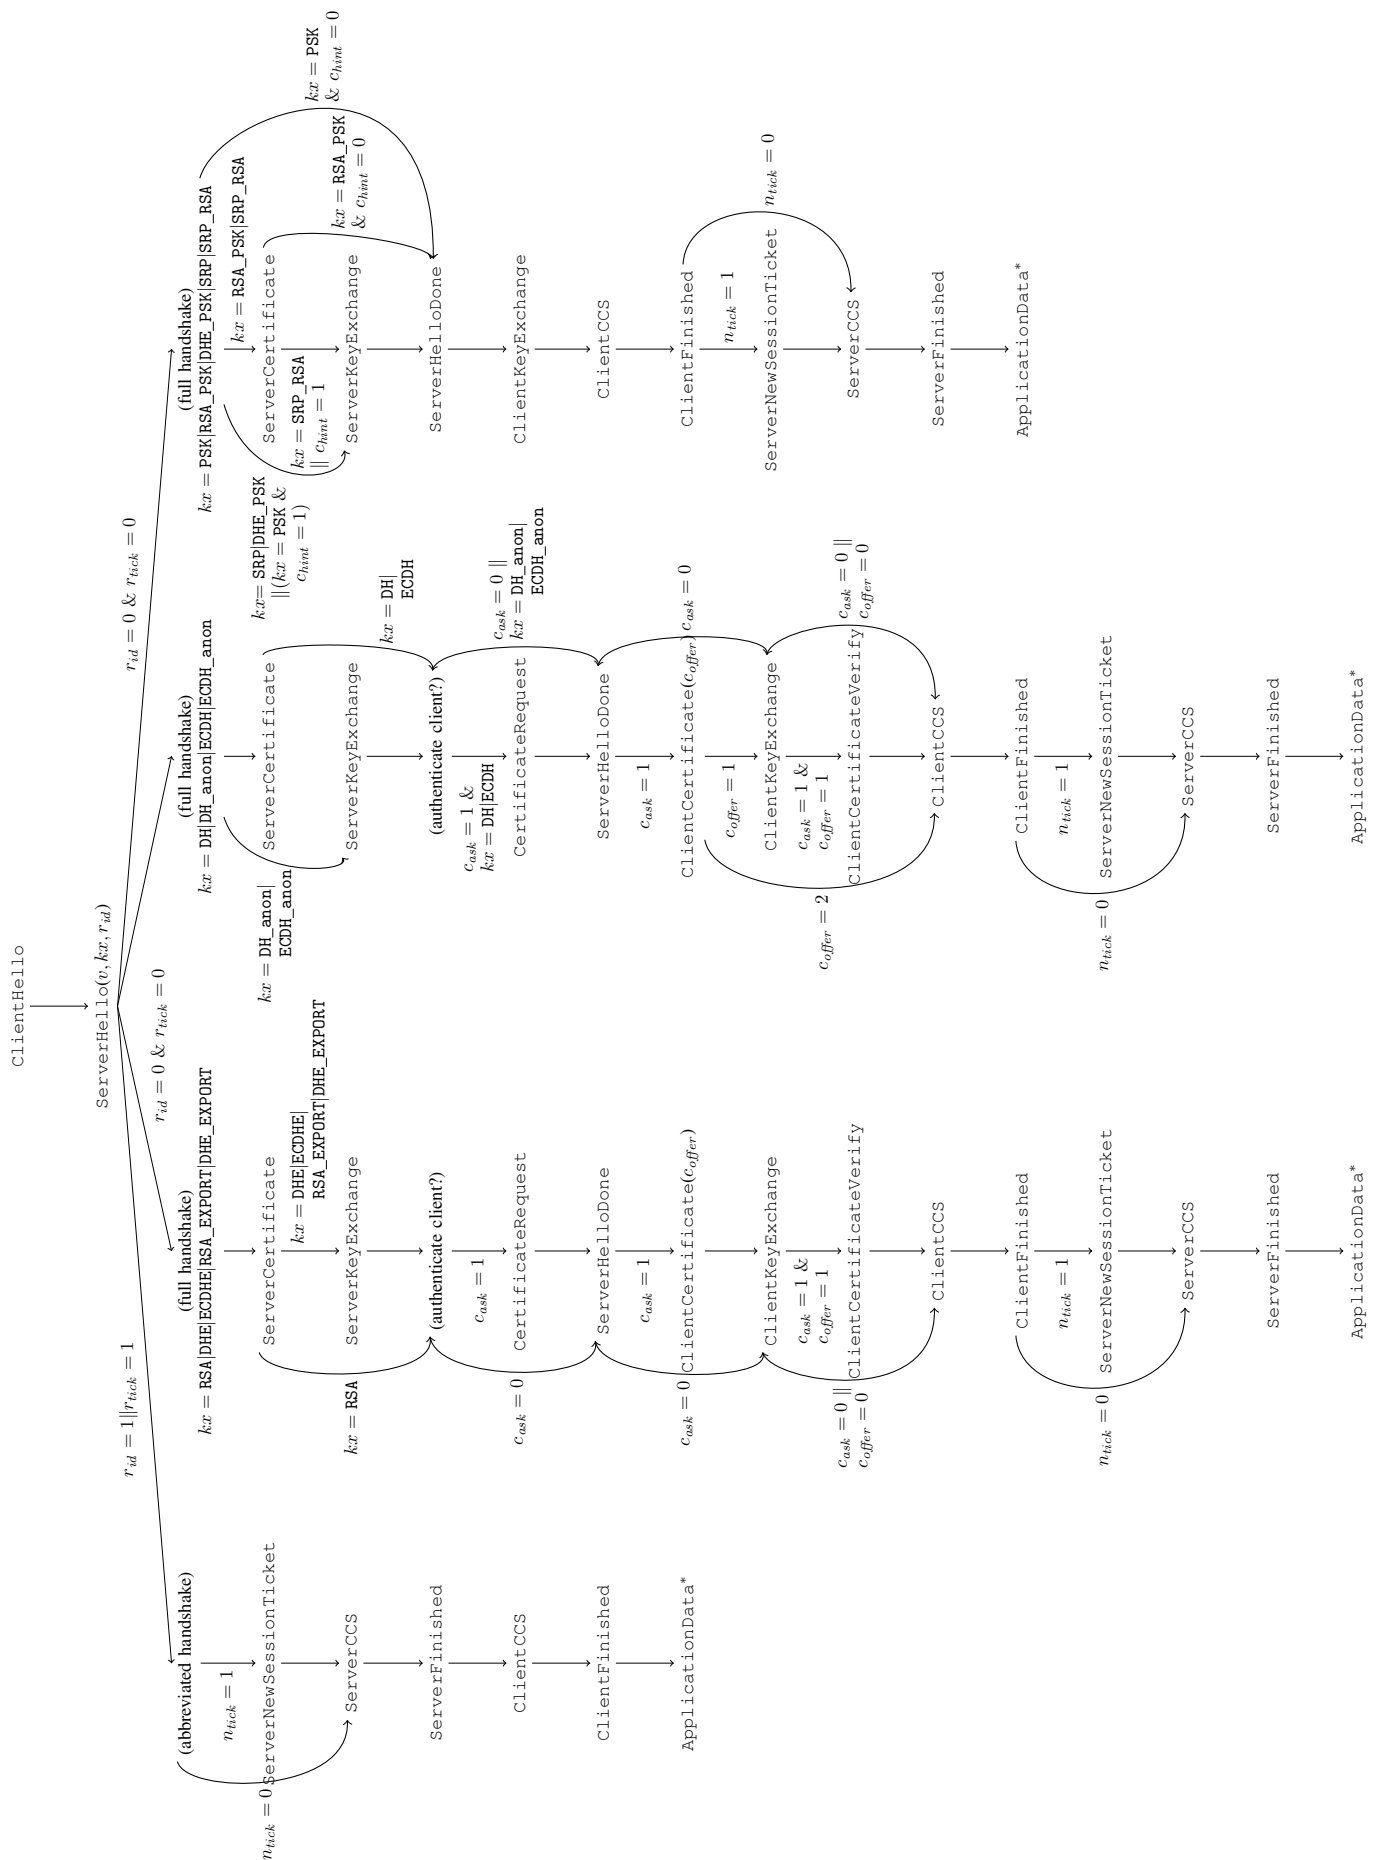 ClientHello
ServerHello(v, kx, r_id)
r_id = 1||r_tick = 1
r_id = 0 & r_tick = 0
r_id = 0 & r_tick = 0
(abbreviated handshake)
n_tick = 1
n_tick = 0
ServerNewSessionTicket
ServerCCS
ServerFinished
ClientCCS
ClientFinished
ApplicationData*
(full handshake)
kx = RSA|DHE|ECDHE|RSA_EXPORT|DHE_EXPORT
ServerCertificate
kx = DHE|ECDHE|
RSA_EXPORT|DHE_EXPORT
kx = RSA
ServerKeyExchange
(authenticate client?)
c_ask = 1
c_ask = 0
CertificateRequest
ServerHelloDone
c_ask = 1
c_ask = 0
ClientCertificate(c_offer)
ClientKeyExchange
c_ask = 1 &
c_offer = 1
c_ask = 0 ||
c_offer = 0
ClientCertificateVerify
ClientCCS
ClientFinished
n_tick = 1
n_tick = 0
ServerNewSessionTicket
ServerCCS
ServerFinished
ApplicationData*
(full handshake)
kx = DH|DH_anon|ECDH|ECDH_anon
kx = DH_anon|
ECDH_anon
ServerCertificate
kx = DH|
ECDH
ServerKeyExchange
(authenticate client?)
c_ask = 1 &
kx = DH|ECDH
c_ask = 0 ||
kx = DH_anon|
ECDH_anon
CertificateRequest
ServerHelloDone
c_ask = 1
c_ask = 0
ClientCertificate(c_offer)
c_offer = 1
c_offer = 2
ClientKeyExchange
c_ask = 1 &
c_offer = 1
c_ask = 0 ||
c_offer = 0
ClientCertificateVerify
ClientCCS
ClientFinished
n_tick = 1
n_tick = 0
ServerNewSessionTicket
ServerCCS
ServerFinished
ApplicationData*
(full handshake)
kx = PSK|RSA_PSK|DHE_PSK|SRP|SRP_RSA
kx = RSA_PSK|SRP_RSA
kx= SRP|DHE_PSK
||(kx = PSK &
c_hint = 1)
kx = PSK
& c_hint = 0
ServerCertificate
kx = SRP_RSA
|| c_hint = 1
kx = RSA_PSK
& c_hint = 0
ServerKeyExchange
ServerHelloDone
ClientKeyExchange
ClientCCS
ClientFinished
n_tick = 1
n_tick = 0
ServerNewSessionTicket
ServerCCS
ServerFinished
ApplicationData*